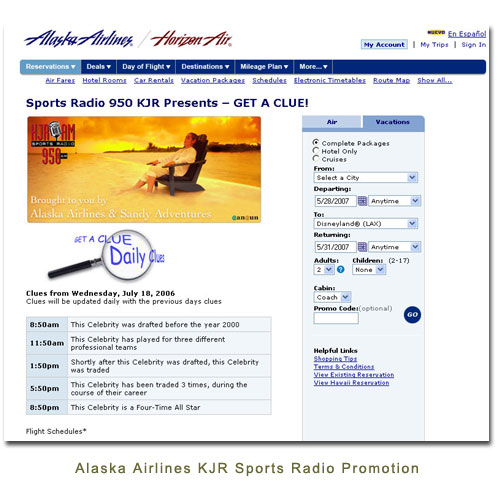 Alaska Airlines / Horizon Air
NUEVO En Español
My Account | My Trips | Sign In
Reservations Deals Day of Flight Destinations Mileage Plan More...
Air Fares Hotel Rooms Car Rentals Vacation Packages Schedules Electronic Timetables Route Map Show All...
Sports Radio 950 KJR Presents – GET A CLUE!
KJR AM
SPORTS RADIO
950
Brought to you by
Alaska Airlines & Sandy Adventures
cancun
GET A CLUE
Daily Clues
Clues from Wednesday, July 18, 2006
Clues will be updated daily with the previous days clues
8:50am This Celebrity was drafted before the year 2000
11:50am This Celebrity has played for three different
professional teams
1:50pm Shortly after this Celebrity was drafted, this Celebrity
was traded
5:50pm This Celebrity has been traded 3 times, during the
course of their career
8:50pm This Celebrity is a Four-Time All Star
Flight Schedules*
Air Vacations
Complete Packages
Hotel Only
Cruises
From:
Select a City
Departing:
5/28/2007 Anytime
To:
Disneyland® (LAX)
Returning:
5/31/2007 Anytime
Adults: Children: (2-17)
2 ? None
Cabin:
Coach
Promo Code:(optional)
GO
Helpful Links
Shopping Tips
Terms & Conditions
View Existing Reservation
View Hawaii Reservation
Alaska Airlines KJR Sports Radio Promotion